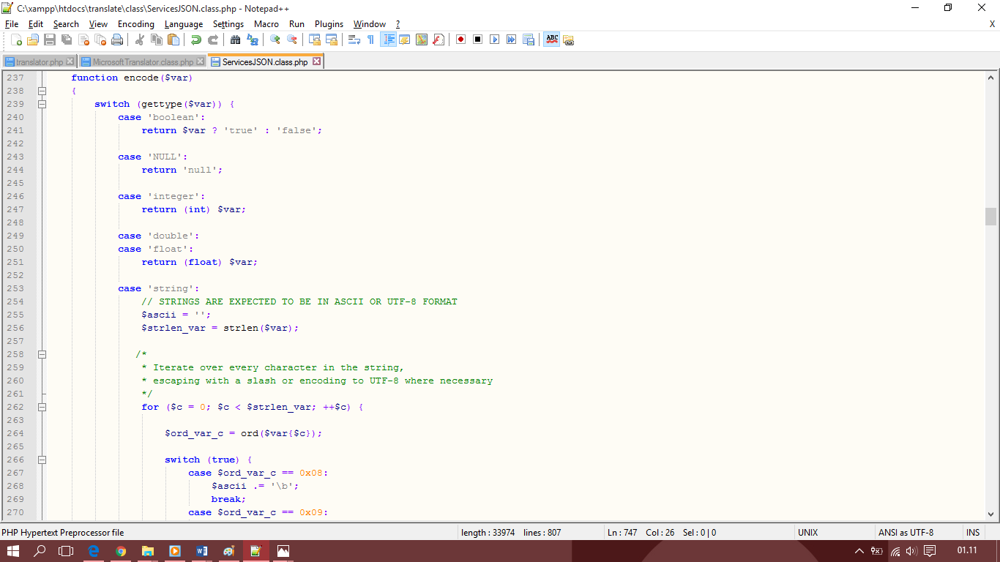 C:\xampp\htdocs\translate\class\ServicesJSON.class.php - Notepad++
File Edit Search View Encoding Language Settings Macro Run Plugins Window ? X
translator.php MicrosoftTranslator.class.php ServicesJSON.class.php
237 function encode($var)
238 {
239 switch (gettype($var)) {
240 case 'boolean':
241 return $var ? 'true' : 'false';
242
243 case 'NULL':
244 return 'null';
245
246 case 'integer':
247 return (int) $var;
248
249 case 'double':
250 case 'float':
251 return (float) $var;
252
253 case 'string':
254 // STRINGS ARE EXPECTED TO BE IN ASCII OR UTF-8 FORMAT
255 $ascii = '';
256 $strlen_var = strlen($var);
257
258 /*
259 * Iterate over every character in the string,
260 * escaping with a slash or encoding to UTF-8 where necessary
261 */
262 for ($c = 0; $c < $strlen_var; ++$c) {
263
264 $ord_var_c = ord($var{$c});
265
266 switch (true) {
267 case $ord_var_c == 0x08:
268 $ascii .= '\b';
269 break;
270 case $ord_var_c == 0x09:
PHP Hypertext Preprocessor file length : 33974 lines : 807 Ln : 747 Col : 26 Sel : 0 | 0 UNIX ANSI as UTF-8 INS
01.11